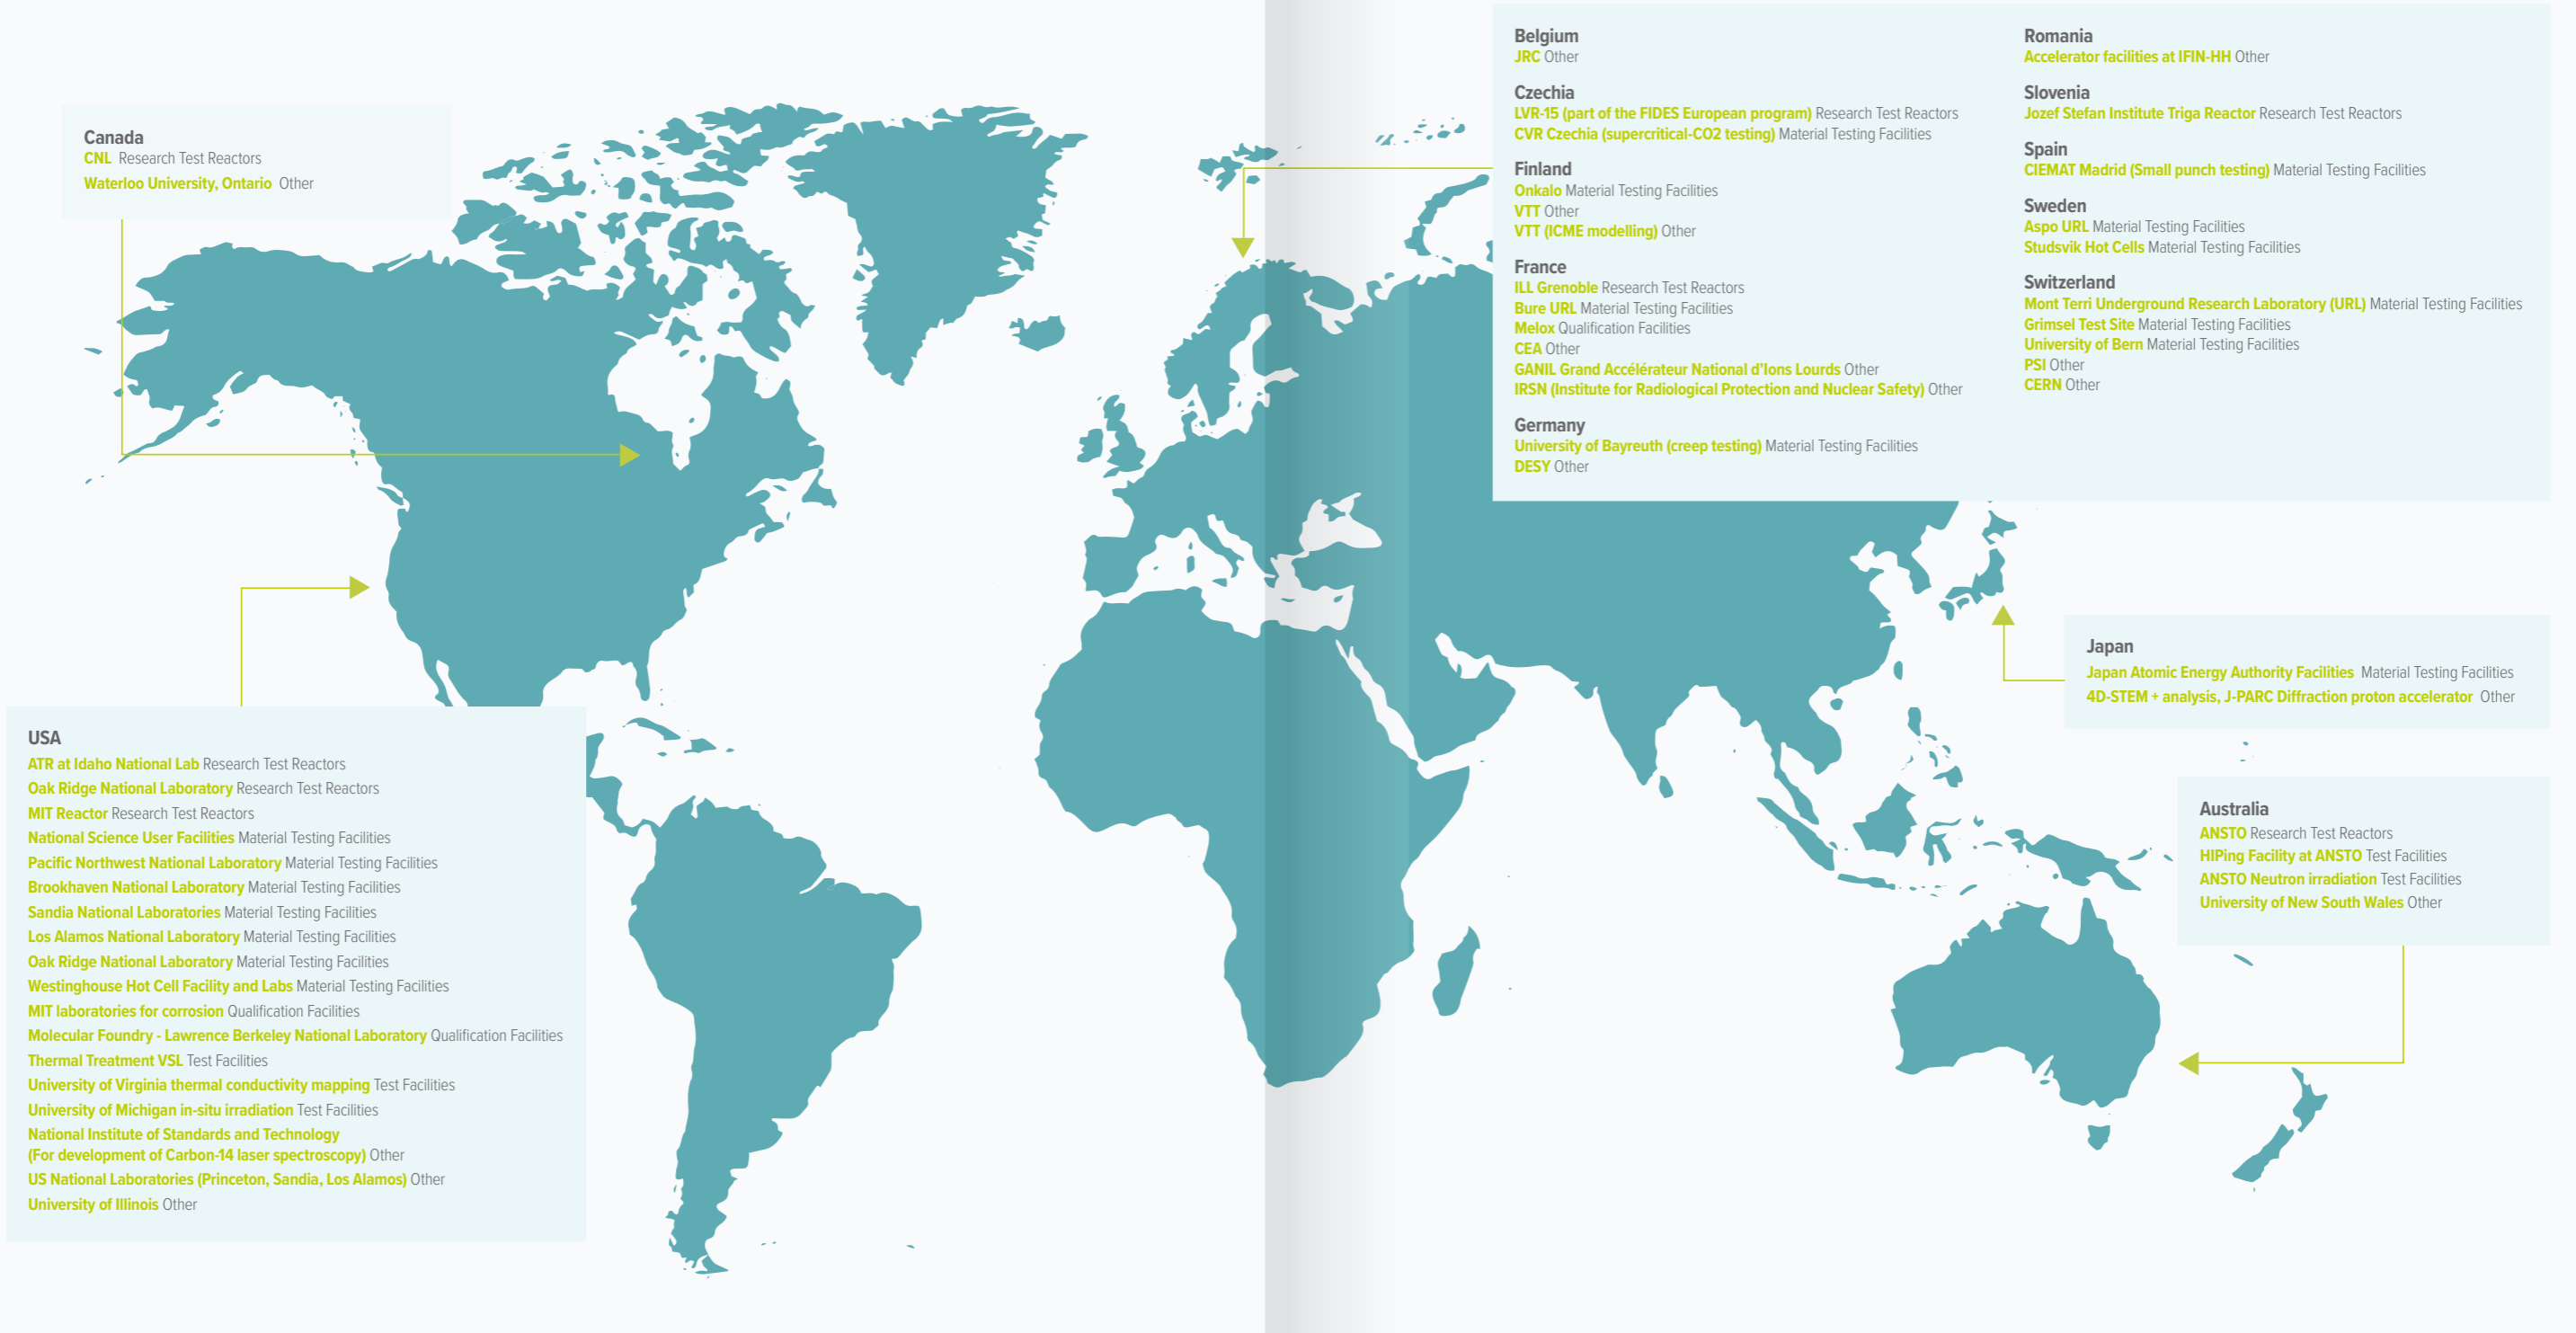 Canada
CNL Research Test Reactors
Waterloo University, Ontario Other
USA
ATR at Idaho National Lab Research Test Reactors
Oak Ridge National Laboratory Research Test Reactors
MIT Reactor Research Test Reactors
National Science User Facilities Material Testing Facilities
Pacific Northwest National Laboratory Material Testing Facilities
Brookhaven National Laboratory Material Testing Facilities
Sandia National Laboratories Material Testing Facilities
Los Alamos National Laboratory Material Testing Facilities
Oak Ridge National Laboratory Material Testing Facilities
Westinghouse Hot Cell Facility and Labs Material Testing Facilities
MIT laboratories for corrosion Qualification Facilities
Molecular Foundry - Lawrence Berkeley National Laboratory Qualification Facilities
Thermal Treatment VSL Test Facilities
University of Virginia thermal conductivity mapping Test Facilities
University of Michigan in-situ irradiation Test Facilities
National Institute of Standards and Technology
(For development of Carbon-14 laser spectroscopy) Other
US National Laboratories (Princeton, Sandia, Los Alamos) Other
University of Illinois Other
Belgium
JRC Other
Czechia
LVR-15 (part of the FIDES European program) Research Test Reactors
CVR Czechia (supercritical-CO2 testing) Material Testing Facilities
Finland
Onkalo Material Testing Facilities
VTT Other
VTT (ICME modelling) Other
France
ILL Grenoble Research Test Reactors
Bure URL Material Testing Facilities
Melox Qualification Facilities
CEA Other
GANIL Grand Accélérateur National d'Ions Lourds Other
IRSN (Institute for Radiological Protection and Nuclear Safety) Other
Germany
University of Bayreuth (creep testing) Material Testing Facilities
DESY Other
Romania
Accelerator facilities at IFIN-HH Other
Slovenia
Jozef Stefan Institute Triga Reactor Research Test Reactors
Spain
CIEMAT Madrid (Small punch testing) Material Testing Facilities
Sweden
Aspo URL Material Testing Facilities
Studsvik Hot Cells Material Testing Facilities
Switzerland
Mont Terri Underground Research Laboratory (URL) Material Testing Facilities
Grimsel Test Site Material Testing Facilities
University of Bern Material Testing Facilities
PSI Other
CERN Other
Japan
Japan Atomic Energy Authority Facilities Material Testing Facilities
4D-STEM + analysis, J-PARC Diffraction proton accelerator Other
Australia
ANSTO Research Test Reactors
HIPing Facility at ANSTO Test Facilities
ANSTO Neutron irradiation Test Facilities
University of New South Wales Other